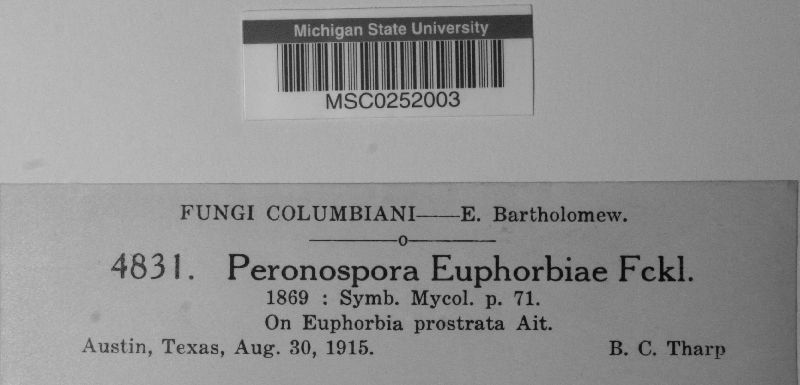 Michigan State University
MSC0252003
FUNGI COLUMBIANI——E. Bartholomew.
o
4831. Peronospora Euphorbiae Fckl.
1869 : Symb. Mycol. p. 71.
On Euphorbia prostrata Ait.
Austin, Texas, Aug. 30, 1915. B. C. Tharp